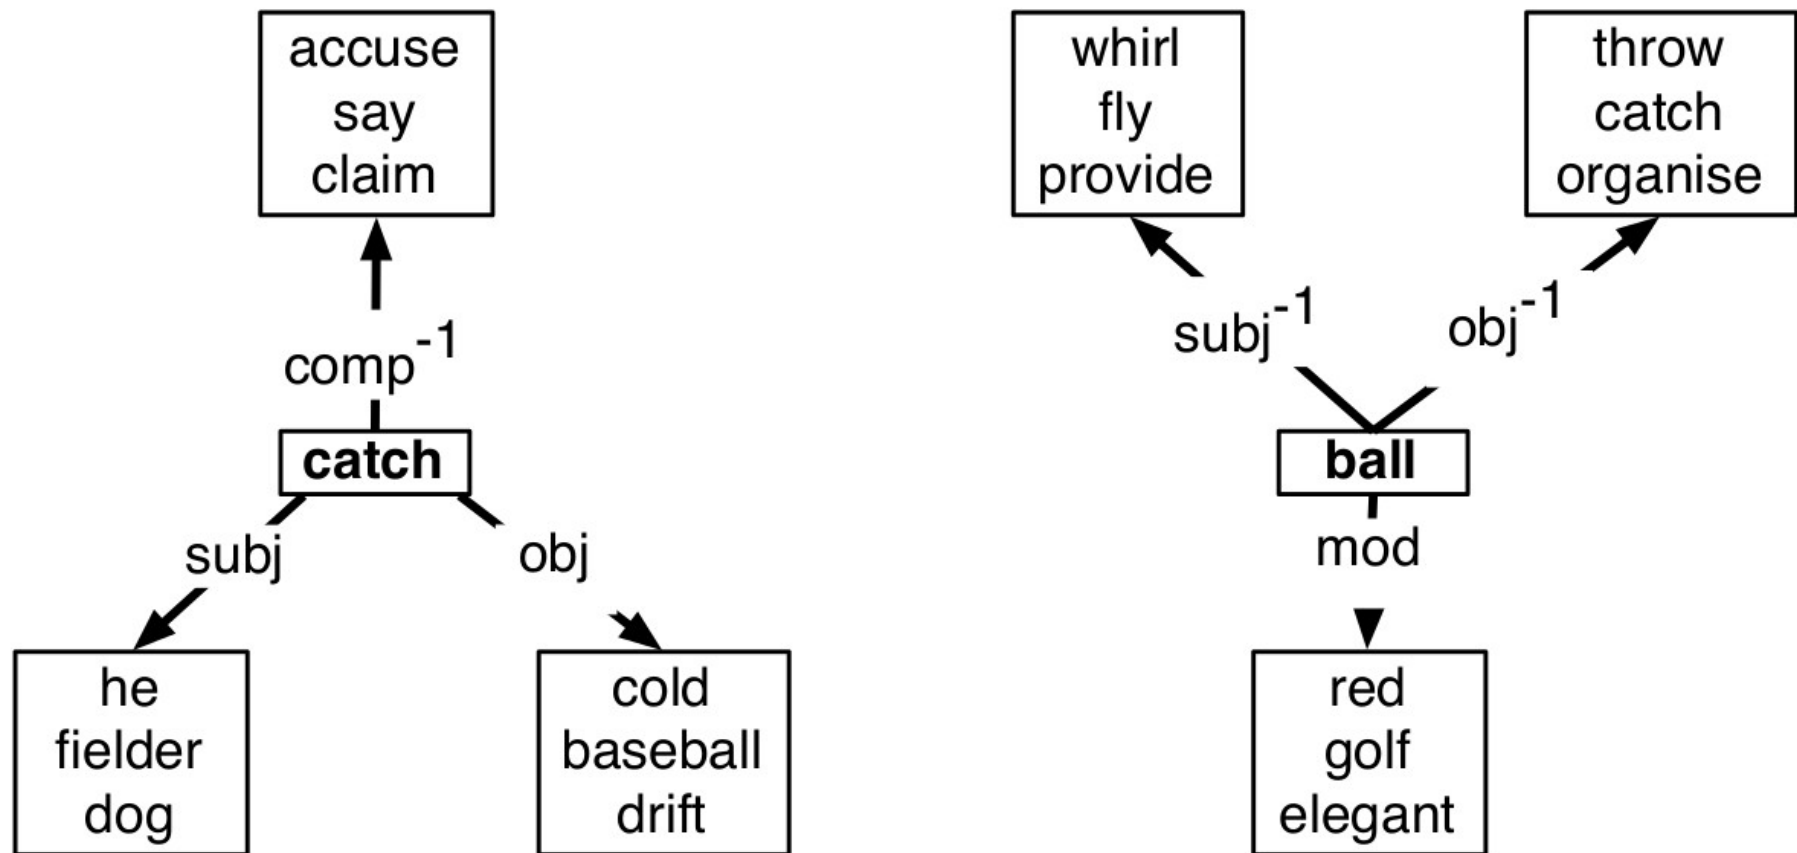 accuse
say
claim
comp-1
catch
subj
obj
he
fielder
dog
cold
baseball
drift
whirl
fly
provide
throw
catch
organise
subj-1
obj-1
ball
mod
red
golf
elegant